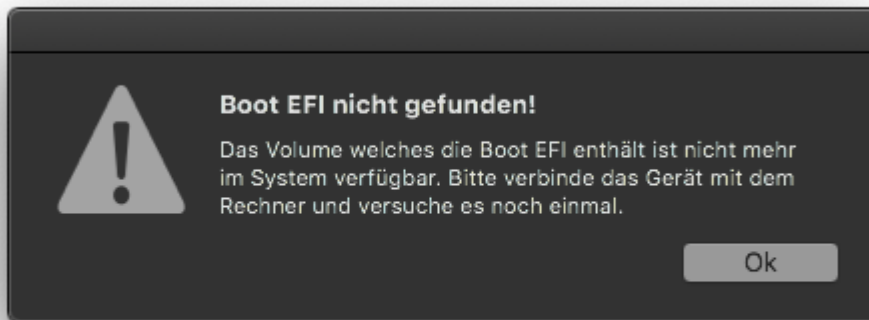 Boot EFI nicht gefunden!
Das Volume welches die Boot EFI enthält ist nicht mehr
im System verfügbar. Bitte verbinde das Gerät mit dem
Rechner und versuche es noch einmal.
Ok